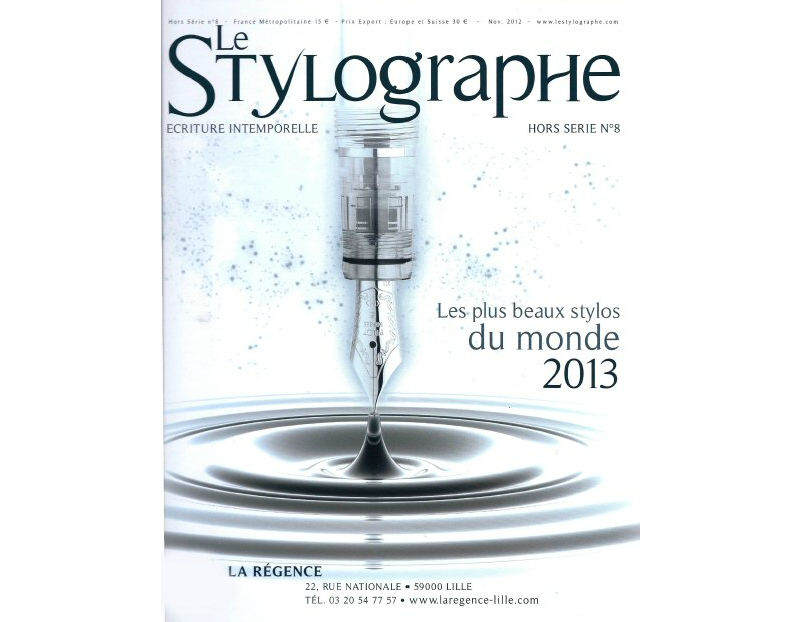 Hors Série n°8 - France Métropolitaine 15 € - Prix Export : Europe et Suisse 30 € - Nov. 2012 - www.lestylographe.com
Le
Stylographe
ECRITURE INTEMPORELLE
HORS SERIE N°8
Les plus beaux stylos
du monde
2013
LA RÉGENCE
22, RUE NATIONALE • 59000 LILLE
TÉL. 03 20 54 77 57 • www.laregence-lille.com